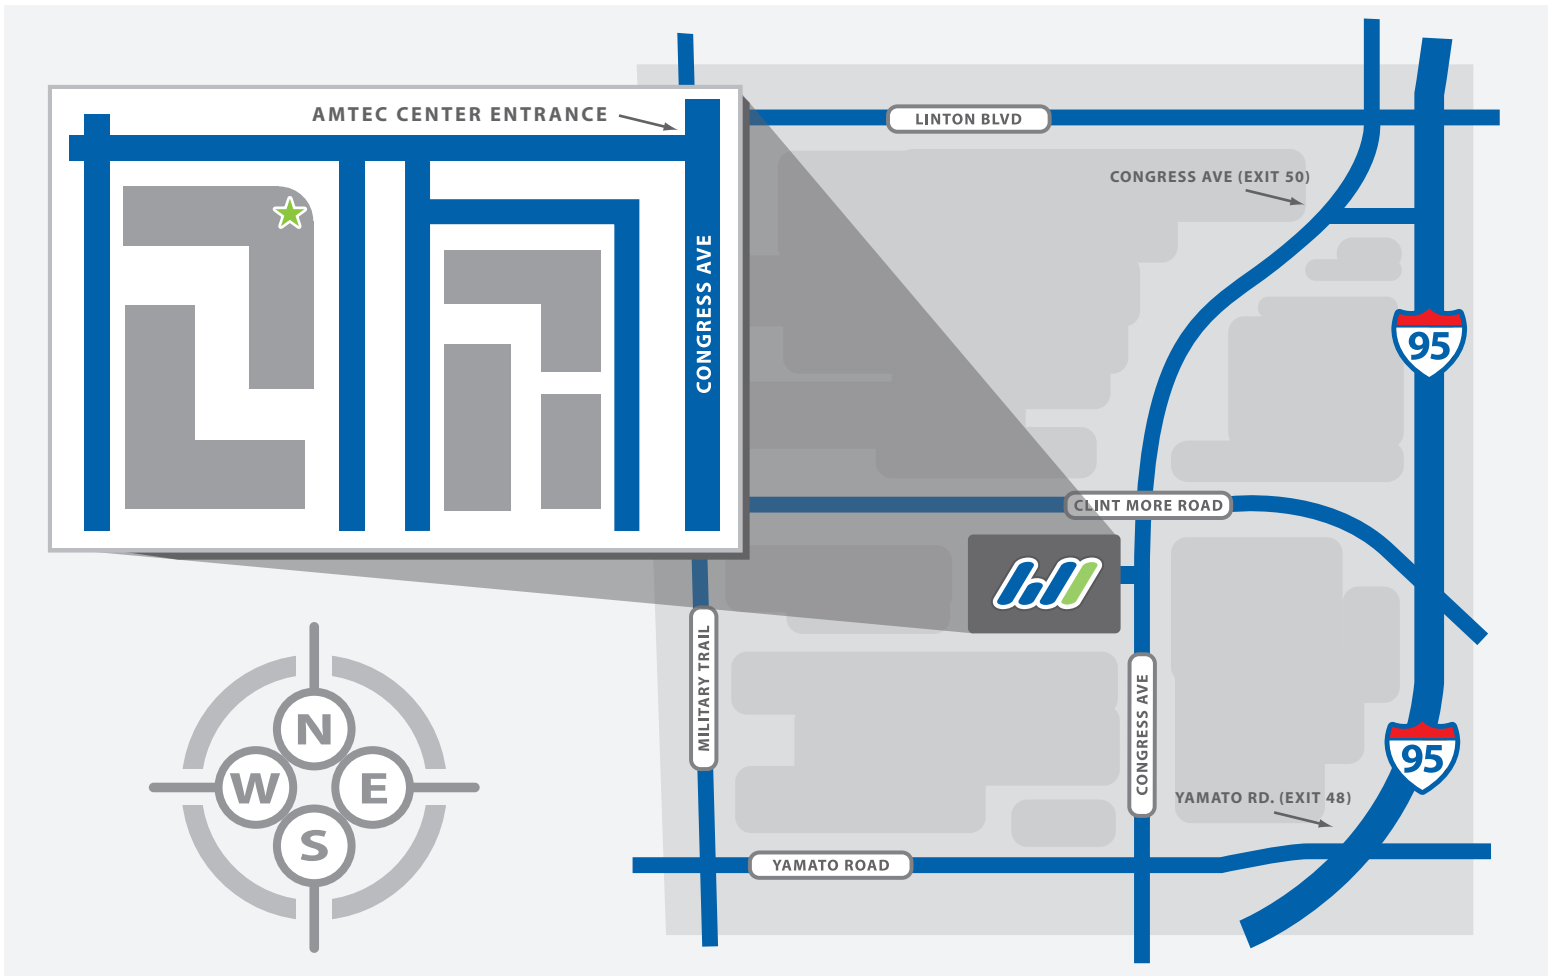 AMTEC CENTER ENTRANCE
LINTON BLVD
CONGRESS AVE (EXIT 50)
CONGRESS AVE
95
CLINT MORE ROAD
MILITARY TRAIL
CONGRESS AVE
N
W E
S
95
YAMATO RD. (EXIT 48)
YAMATO ROAD